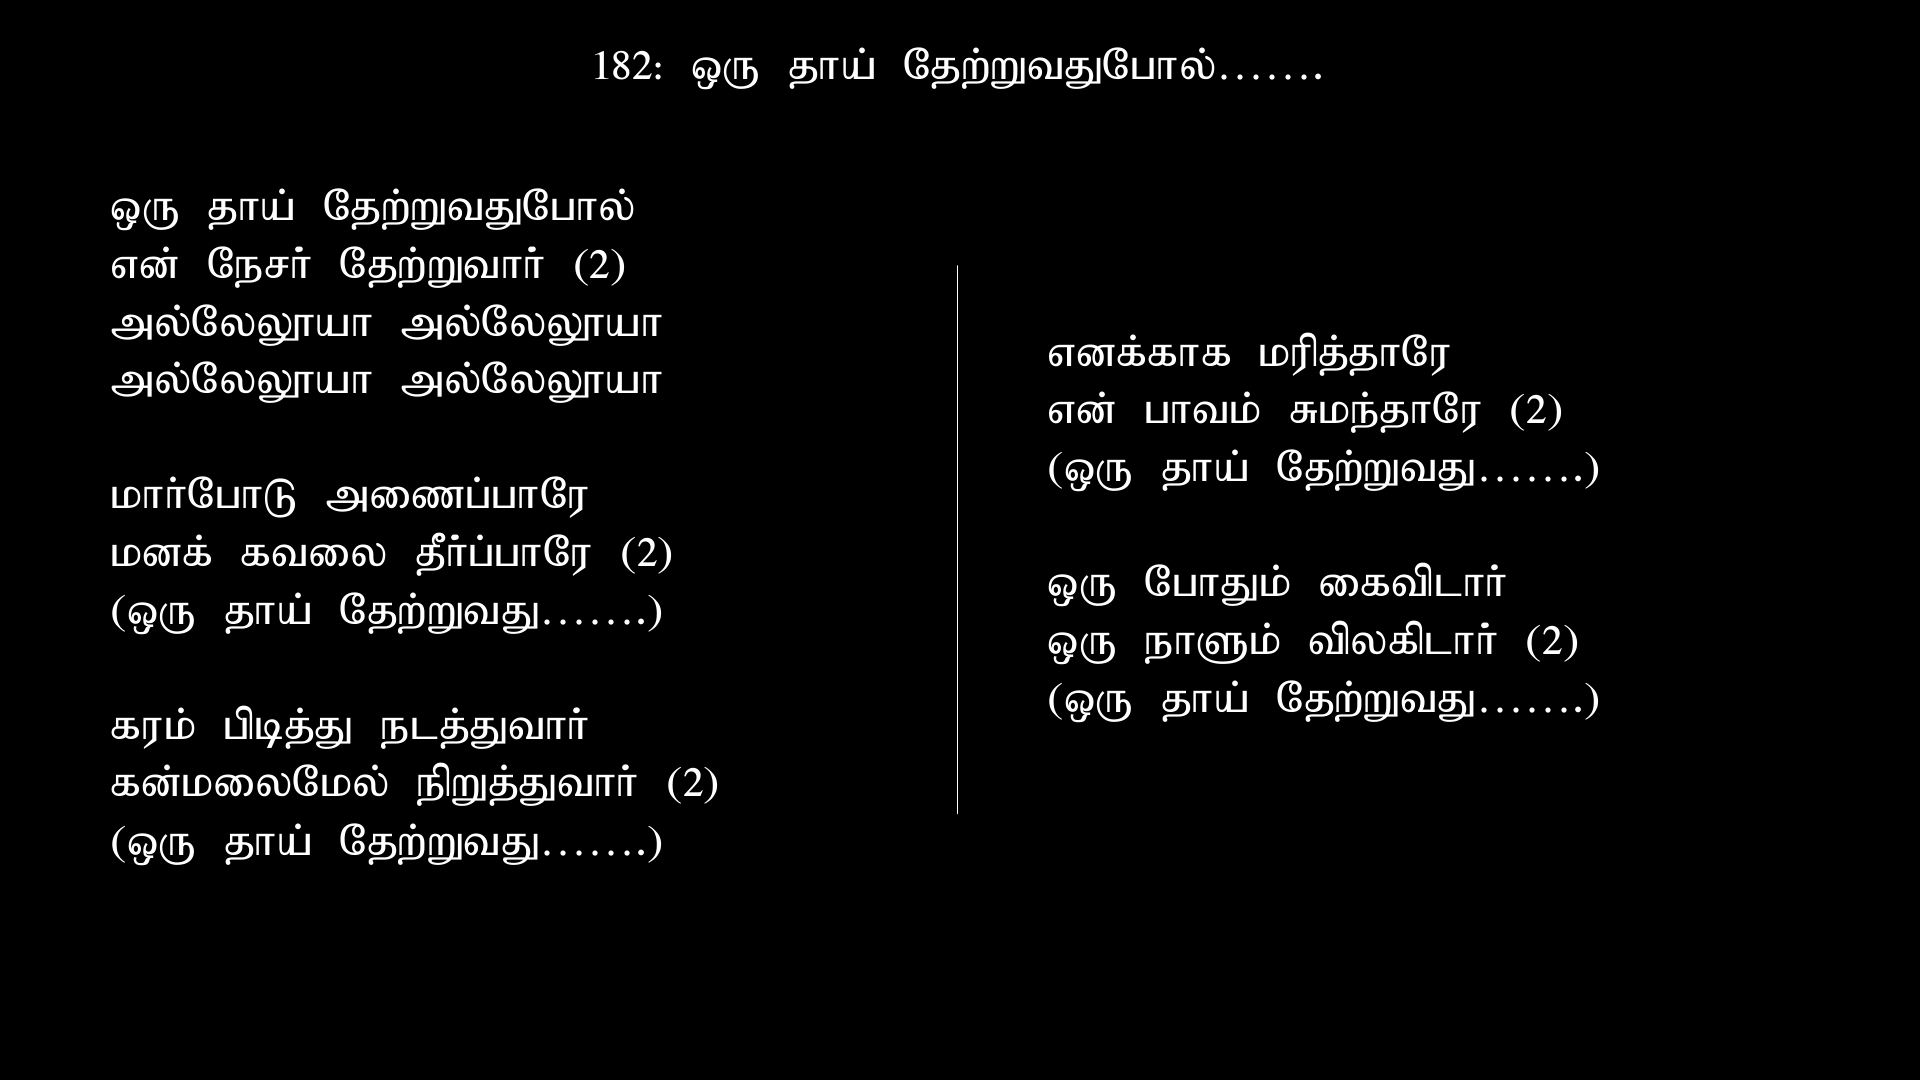 182: ஒரு தாய் தேற்றுவதுபோல்.......
ஒரு தாய் தேற்றுவதுபோல்
என் நேசர் தேற்றுவார் (2)
அல்லேலூயா அல்லேலூயா
அல்லேலூயா அல்லேலூயா
மார்போடு அணைப்பாரே
மனக் கவலை தீர்ப்பாரே (2)
(ஒரு தாய் தேற்றுவது.......)
கரம் பிடித்து நடத்துவார்
கன்மலைமேல் நிறுத்துவார் (2)
(ஒரு தாய் தேற்றுவது.......)
எனக்காக மரித்தாரே
என் பாவம் சுமந்தாரே (2)
(ஒரு தாய் தேற்றுவது.......)
ஒரு போதும் கைவிடார்
ஒரு நாளும் விலகிடார் (2)
(ஒரு தாய் தேற்றுவது.......)